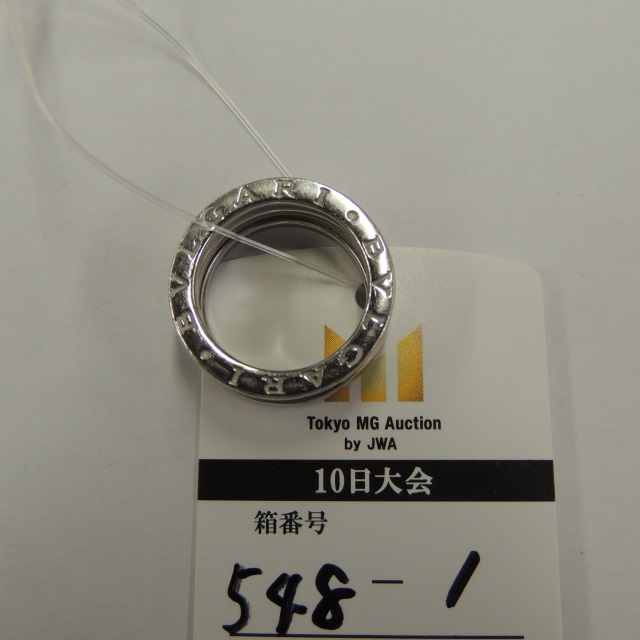 BVLGARI • BVLGARI •
Tokyo MG Auction
by JWA
10日大会
箱番号
548-1